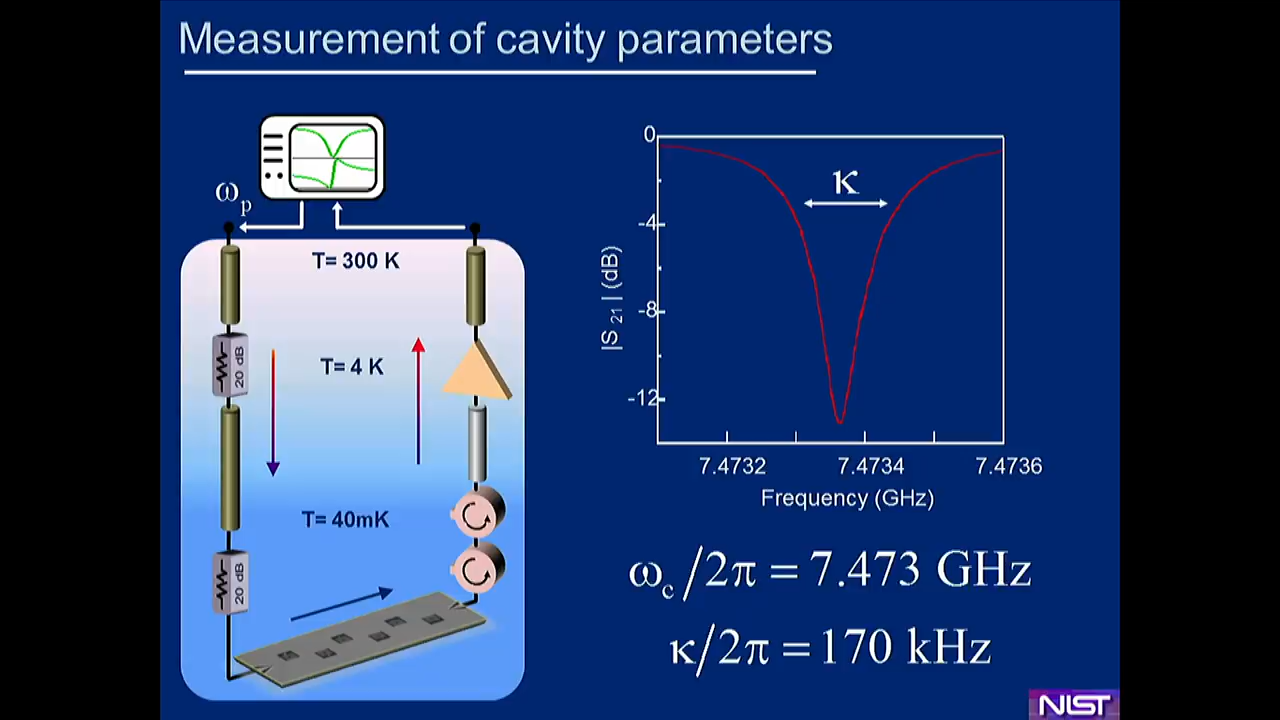 Measurement of cavity parameters
ωp
T= 300 K
20 dB
T= 4 K
T= 40mK
20 dB
0
-4
-8
-12
|S 21 | (dB)
κ
7.4732 7.4734 7.4736
Frequency (GHz)
ωc/2π = 7.473 GHz
κ/2π = 170 kHz
NIST